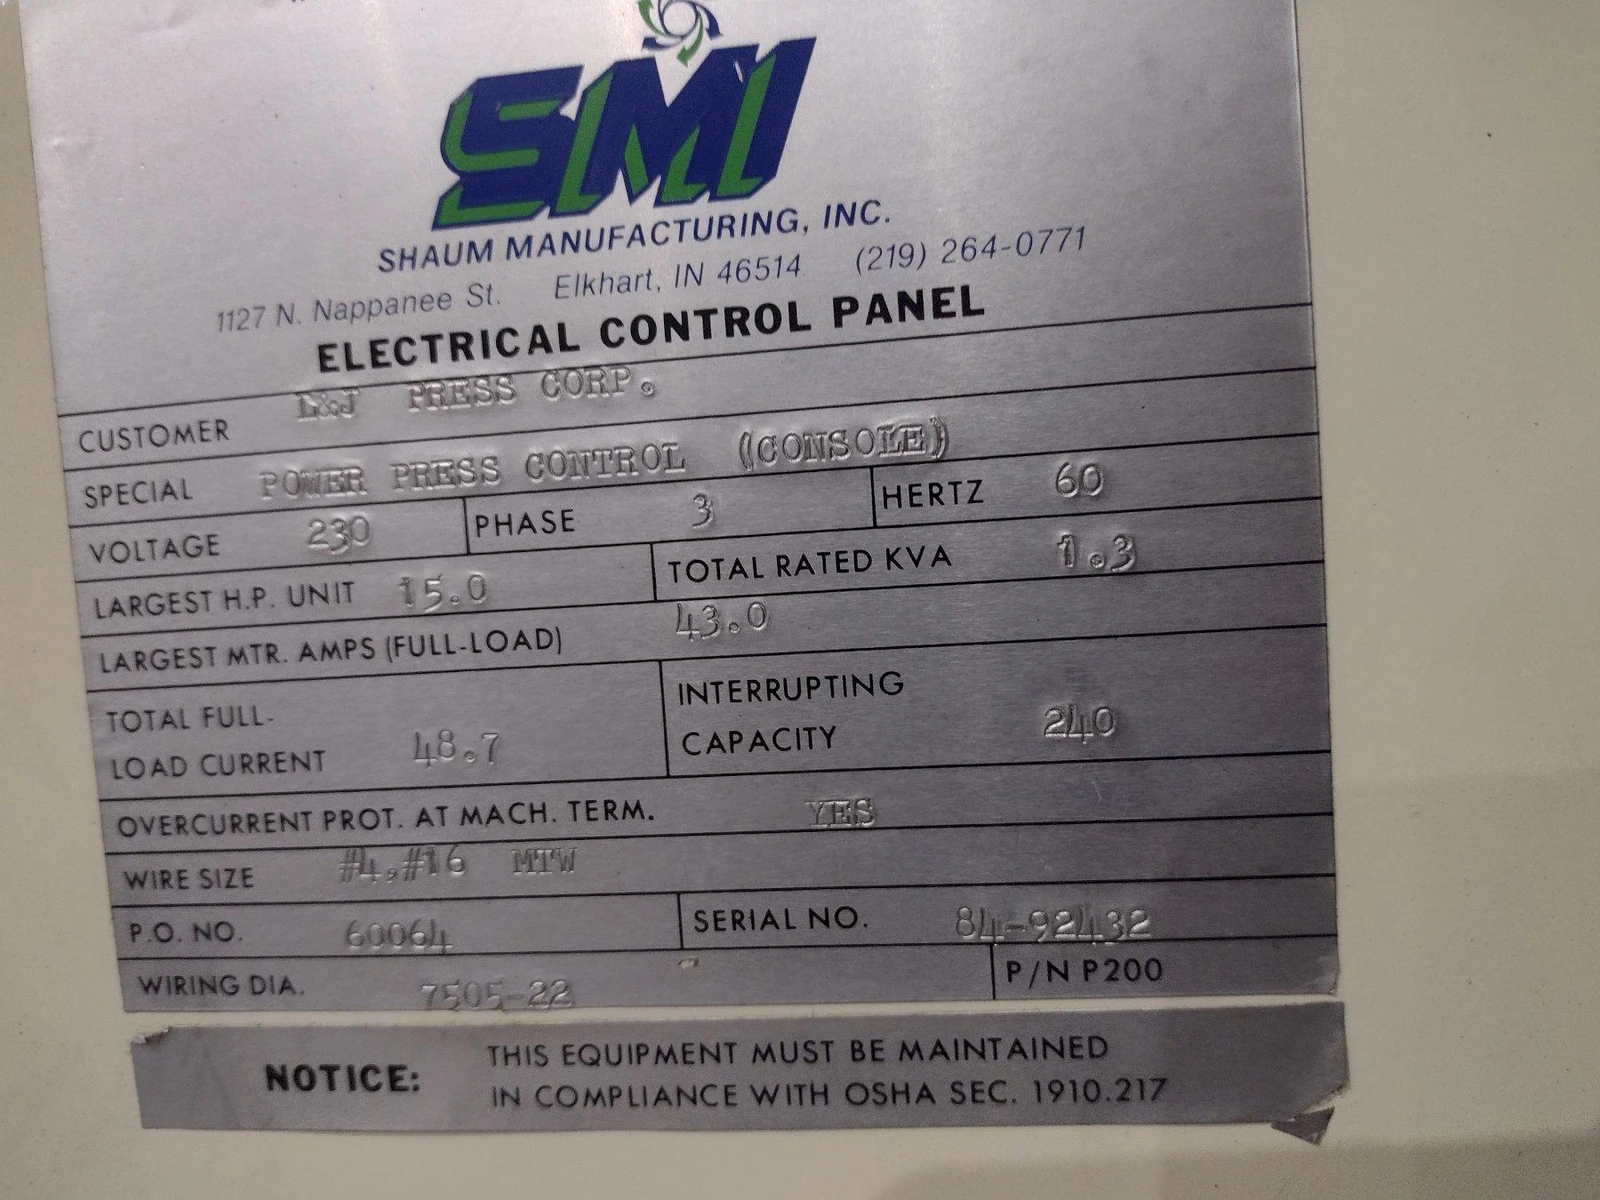 SMI
SHAUM MANUFACTURING, INC.
1127 N. Nappanee St. Elkhart, IN 46514 (219) 264-0771
ELECTRICAL CONTROL PANEL
CUSTOMER L&J PRESS CORP.
SPECIAL POWER PRESS CONTROL (CONSOLE)
VOLTAGE 230 PHASE 3 HERTZ 60
LARGEST H.P. UNIT 15.0 TOTAL RATED KVA 1.3
LARGEST MTR. AMPS (FULL-LOAD) 43.0
TOTAL FULL-
LOAD CURRENT 48.7
INTERRUPTING
CAPACITY 240
OVERCURRENT PROT. AT MACH. TERM. YES
WIRE SIZE #4,#16 MTW
P.O. NO. 60064 SERIAL NO. 84-92432
WIRING DIA. 7505-22 P/N P200
NOTICE: THIS EQUIPMENT MUST BE MAINTAINED
IN COMPLIANCE WITH OSHA SEC. 1910.217